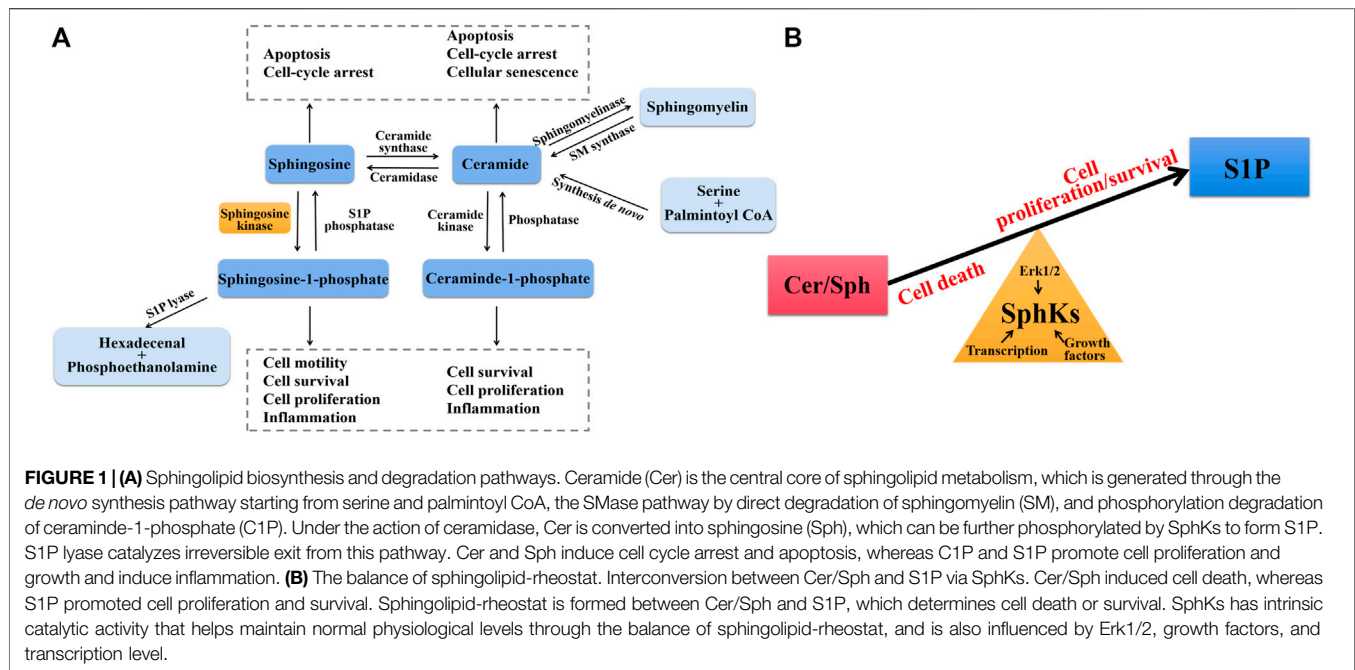 A
Apoptosis
Cell-cycle arrest
Apoptosis
Cell-cycle arrest
Cellular senescence
Sphingosine
Ceramide
synthase
Ceramidase
Ceramide
Sphingomyelinase
SM synthase
Sphingomyelin
Synthesis de novo
Serine
+
Palmintoyl CoA
Sphingosine
kinase
S1P
phosphatase
Ceramide
kinase
Phosphatase
Sphingosine-1-phosphate
Ceraminde-1-phosphate
S1P lyase
Hexadecenal
+
Phosphoethanolamine
Cell motility
Cell survival
Cell proliferation
Inflammation
Cell survival
Cell proliferation
Inflammation
B
Cer/Sph
Cell death
Cell
proliferation/survival
S1P
Erk1/2
SphKs
Transcription
Growth
factors
FIGURE 1 | (A) Sphingolipid biosynthesis and degradation pathways. Ceramide (Cer) is the central core of sphingolipid metabolism, which is generated through the
de novo synthesis pathway starting from serine and palmintoyl CoA, the SMase pathway by direct degradation of sphingomyelin (SM), and phosphorylation degradation
of ceraminde-1-phosphate (C1P). Under the action of ceramidase, Cer is converted into sphingosine (Sph), which can be further phosphorylated by SphKs to form S1P.
S1P lyase catalyzes irreversible exit from this pathway. Cer and Sph induce cell cycle arrest and apoptosis, whereas C1P and S1P promote cell proliferation and
growth and induce inflammation. (B) The balance of sphingolipid-rheostat. Interconversion between Cer/Sph and S1P via SphKs. Cer/Sph induced cell death, whereas
S1P promoted cell proliferation and survival. Sphingolipid-rheostat is formed between Cer/Sph and S1P, which determines cell death or survival. SphKs has intrinsic
catalytic activity that helps maintain normal physiological levels through the balance of sphingolipid-rheostat, and is also influenced by Erk1/2, growth factors, and
transcription level.